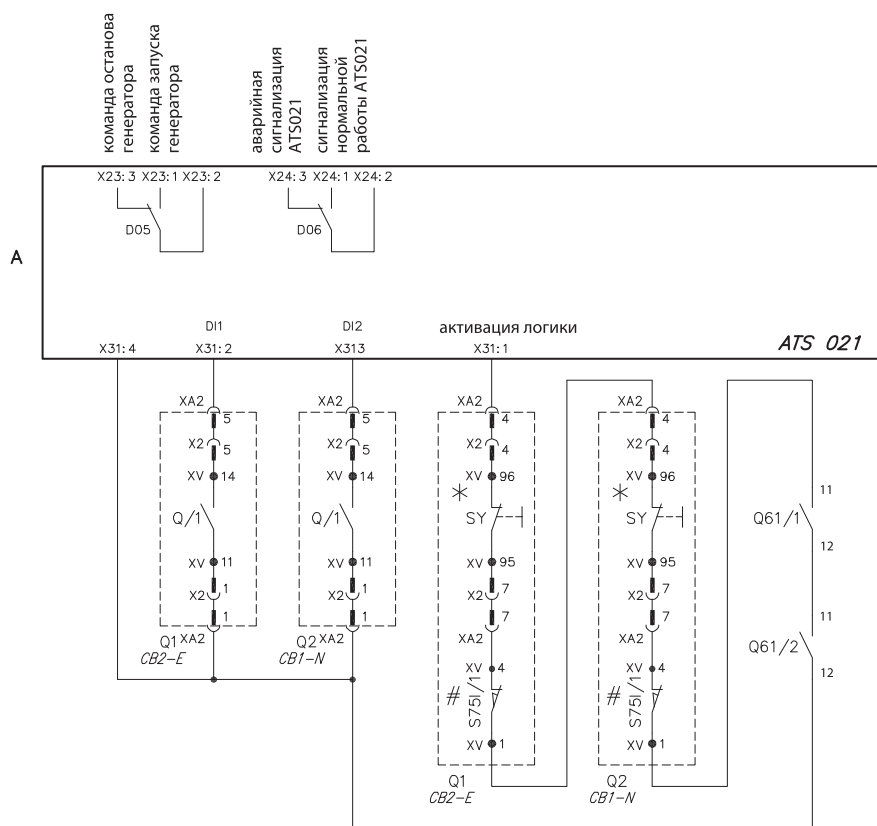 команда останова
генератора
команда запуска
генератора
аварийная
сигнализация
ATS021
сигнализация
нормальной
работы ATS021
X23: 3 X23: 1 X23: 2
X24: 3 X24: 1 X24: 2
D05
D06
A
DI1
DI2
активация логики
ATS 021
X31: 4
X31: 2
X313
X31: 1
XA2
XA2
XA2
XA2
5
5
4
4
X2
5
X2
5
X2
4
X2
4
XV
14
XV
14
XV
96
XV
96
11
Q/1
Q/1
SY
SY
Q61/1
12
XV
11
XV
11
XV
95
XV
95
X2
1
X2
1
X2
7
X2
7
1
1
7
7
11
Q1 XA2
Q2 XA2
XA2
XA2
Q61/2
CB2-E
CB1-N
12
XV
4
XV
4
#
S75I/1
#
S75I/1
XV
1
XV
1
Q1
Q2
CB2-E
CB1-N